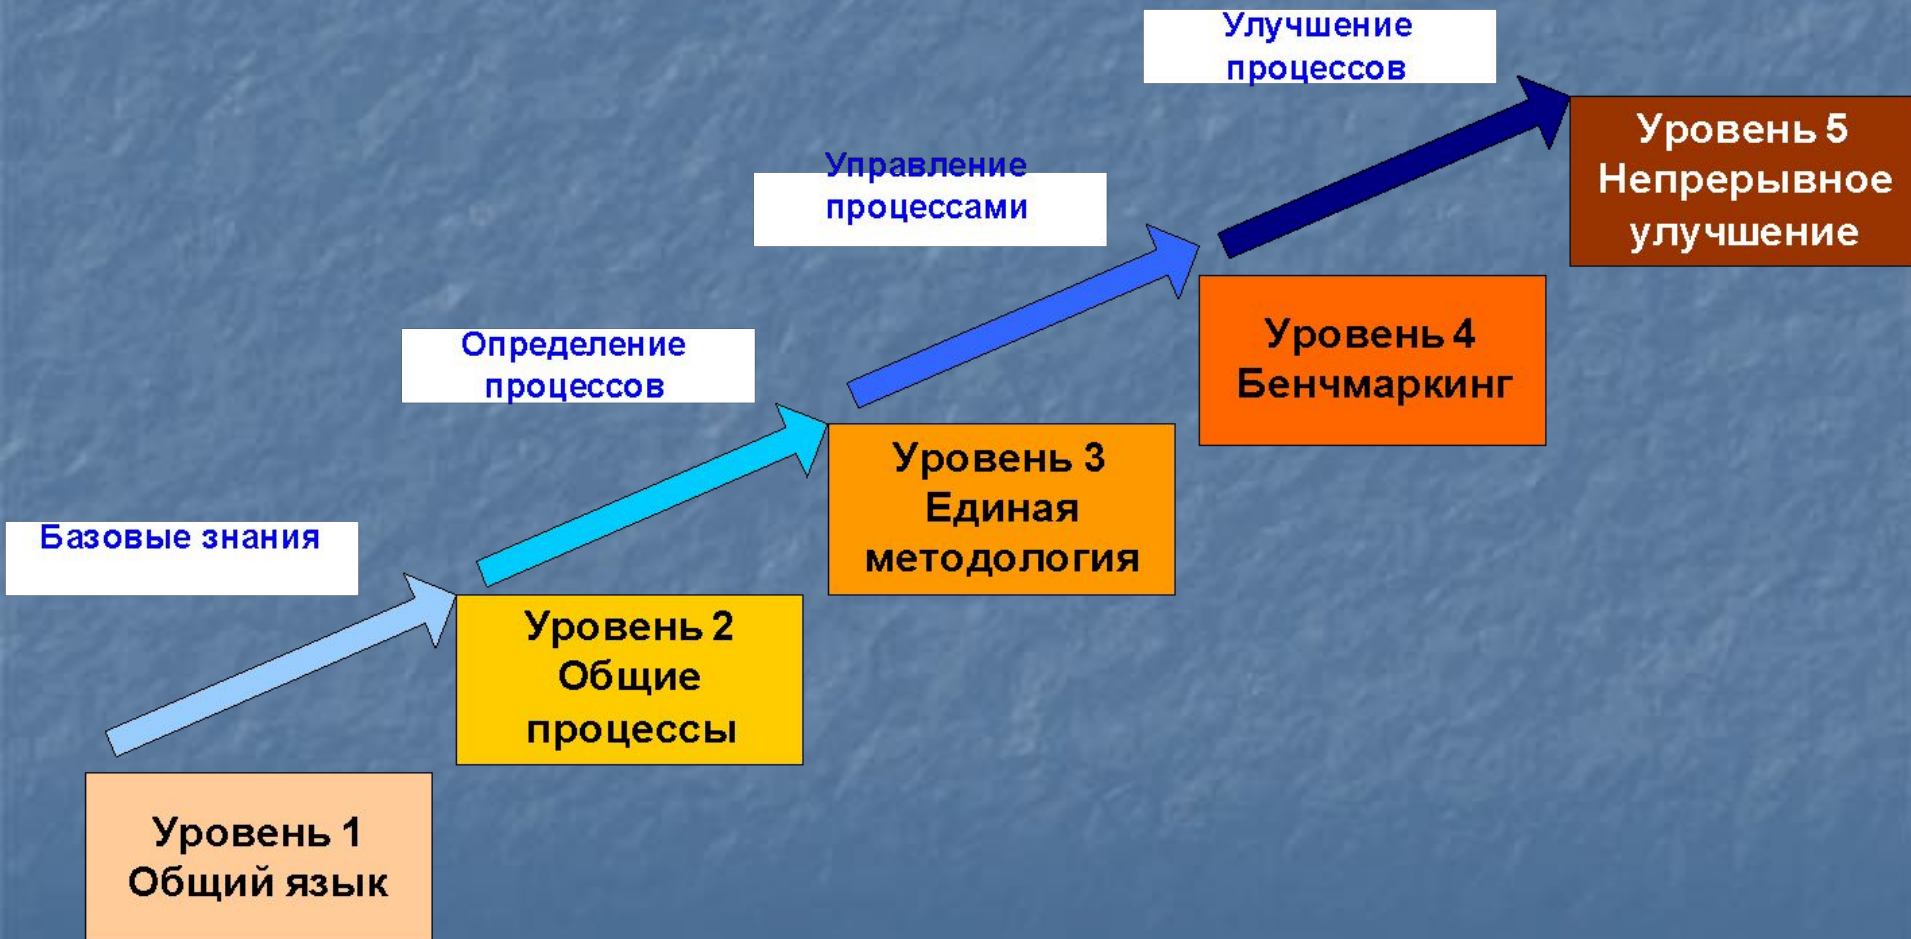 Улучшение
процессов
Уровень 5
Непрерывное
улучшение
Управление
процессами
Уровень 4
Бенчмаркинг
Определение
процессов
Уровень 3
Единая
методология
Базовые знания
Уровень 2
Общие
процессы
Уровень 1
Общий язык